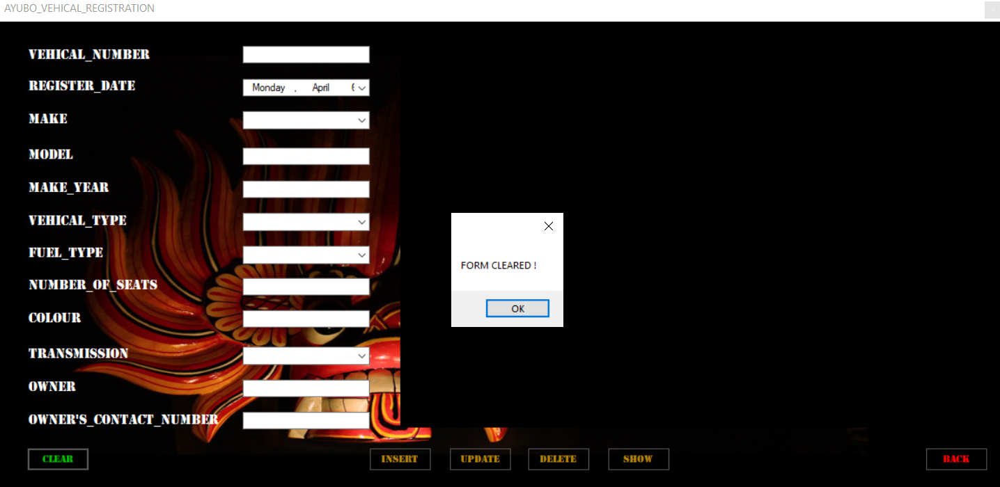 AYUBO_VEHICAL_REGISTRATION
VEHICAL_NUMBER
REGISTER_DATE Monday , April 6
MAKE
MODEL
MAKE_YEAR
VEHICAL_TYPE
FUEL_TYPE
NUMBER_OF_SEATS
COLOUR
TRANSMISSION
OWNER
OWNER'S_CONTACT_NUMBER
FORM CLEARED !
OK
CLEAR INSERT UPDATE DELETE SHOW BACK